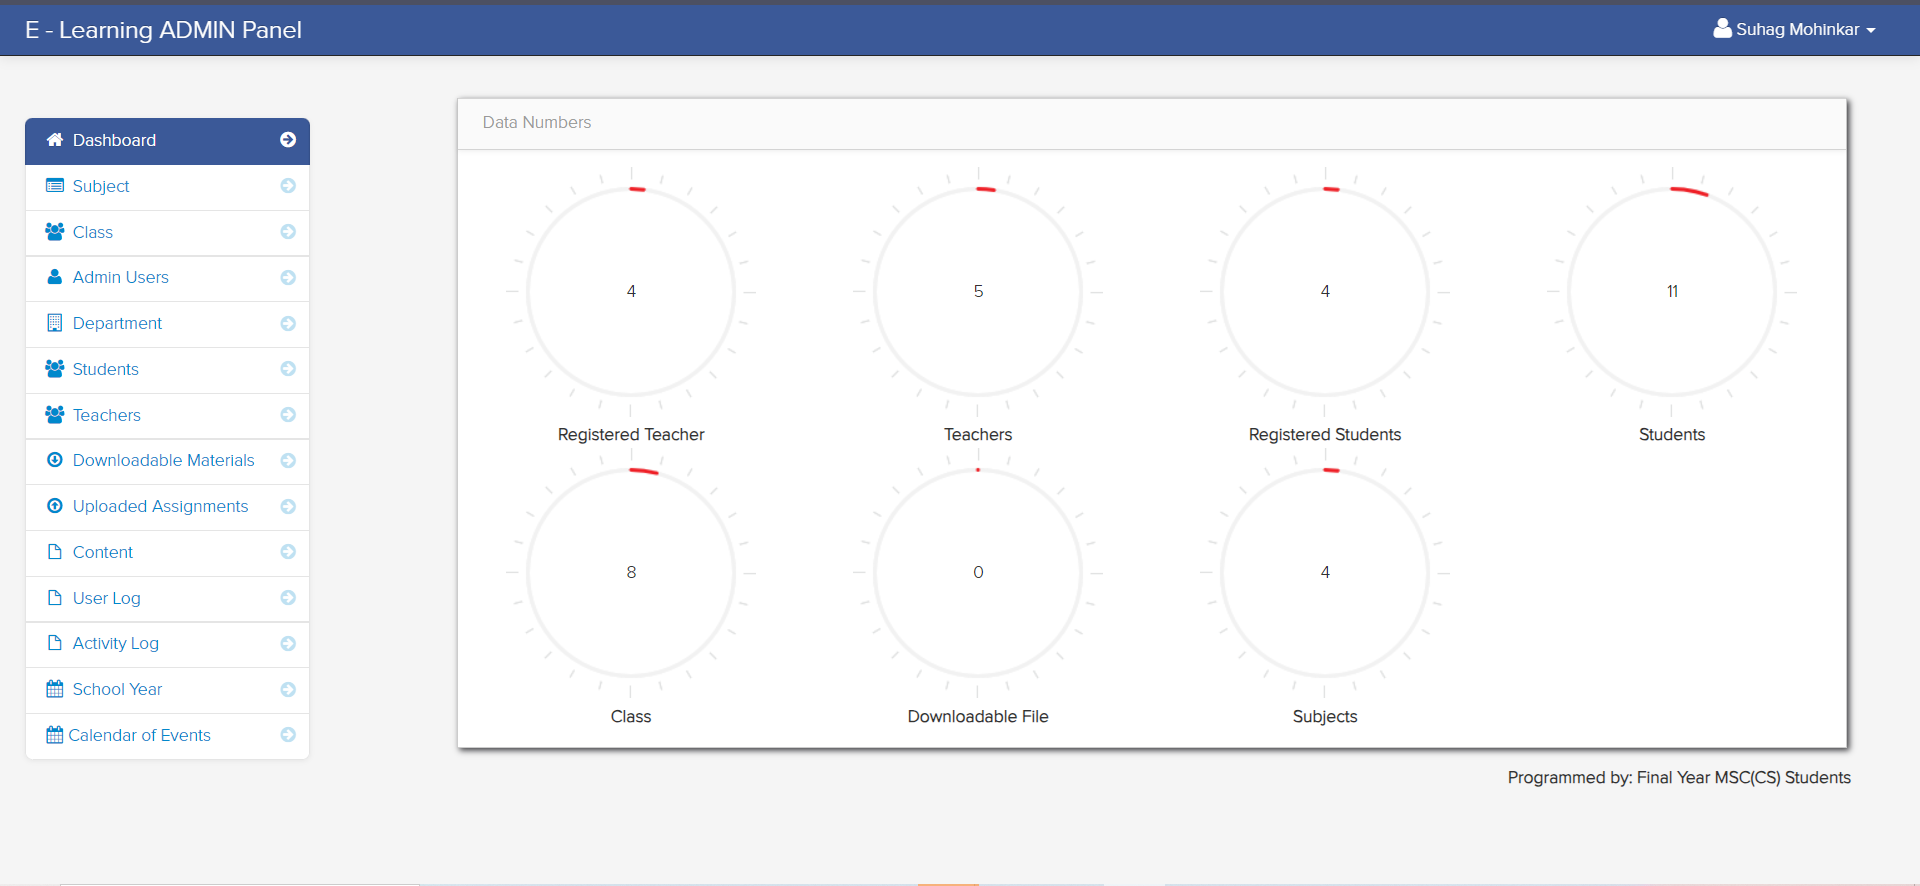 E - Learning ADMIN Panel
Suhag Mohinkar
Dashboard
Subject
Class
Admin Users
Department
Students
Teachers
Downloadable Materials
Uploaded Assignments
Content
User Log
Activity Log
School Year
Calendar of Events
Data Numbers
4
5
4
11
Registered Teacher
Teachers
Registered Students
Students
8
0
4
Class
Downloadable File
Subjects
Programmed by: Final Year MSC(CS) Students